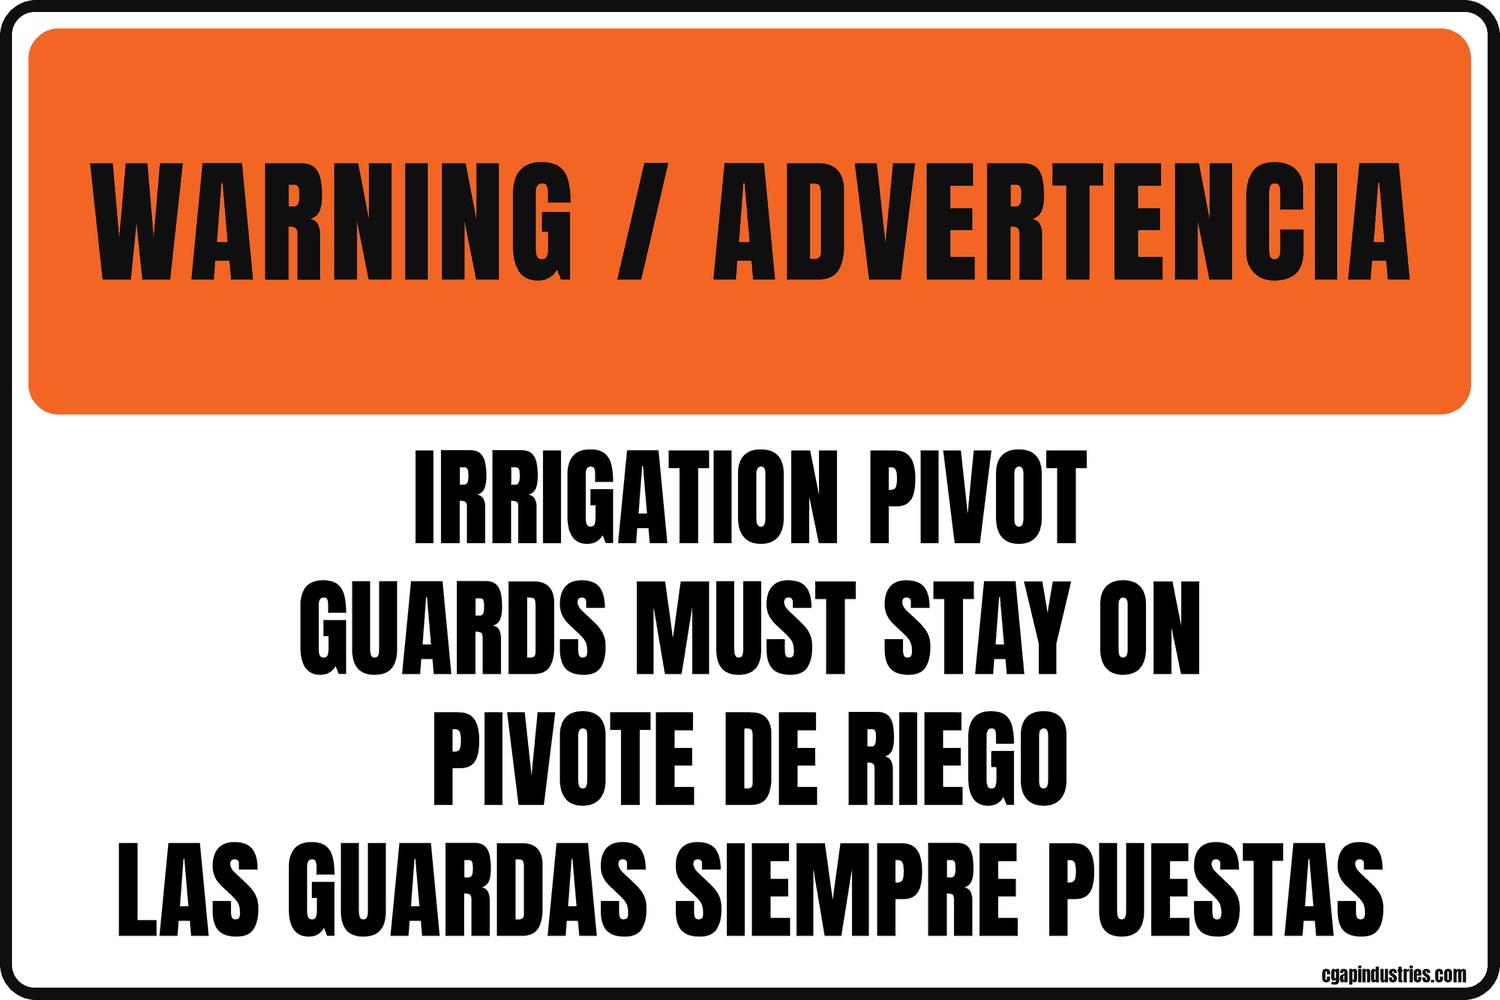 WARNING / ADVERTENCIA
IRRIGATION PIVOT
GUARDS MUST STAY ON
PIVOTE DE RIEGO
LAS GUARDAS SIEMPRE PUESTAS
cgapindustries.com